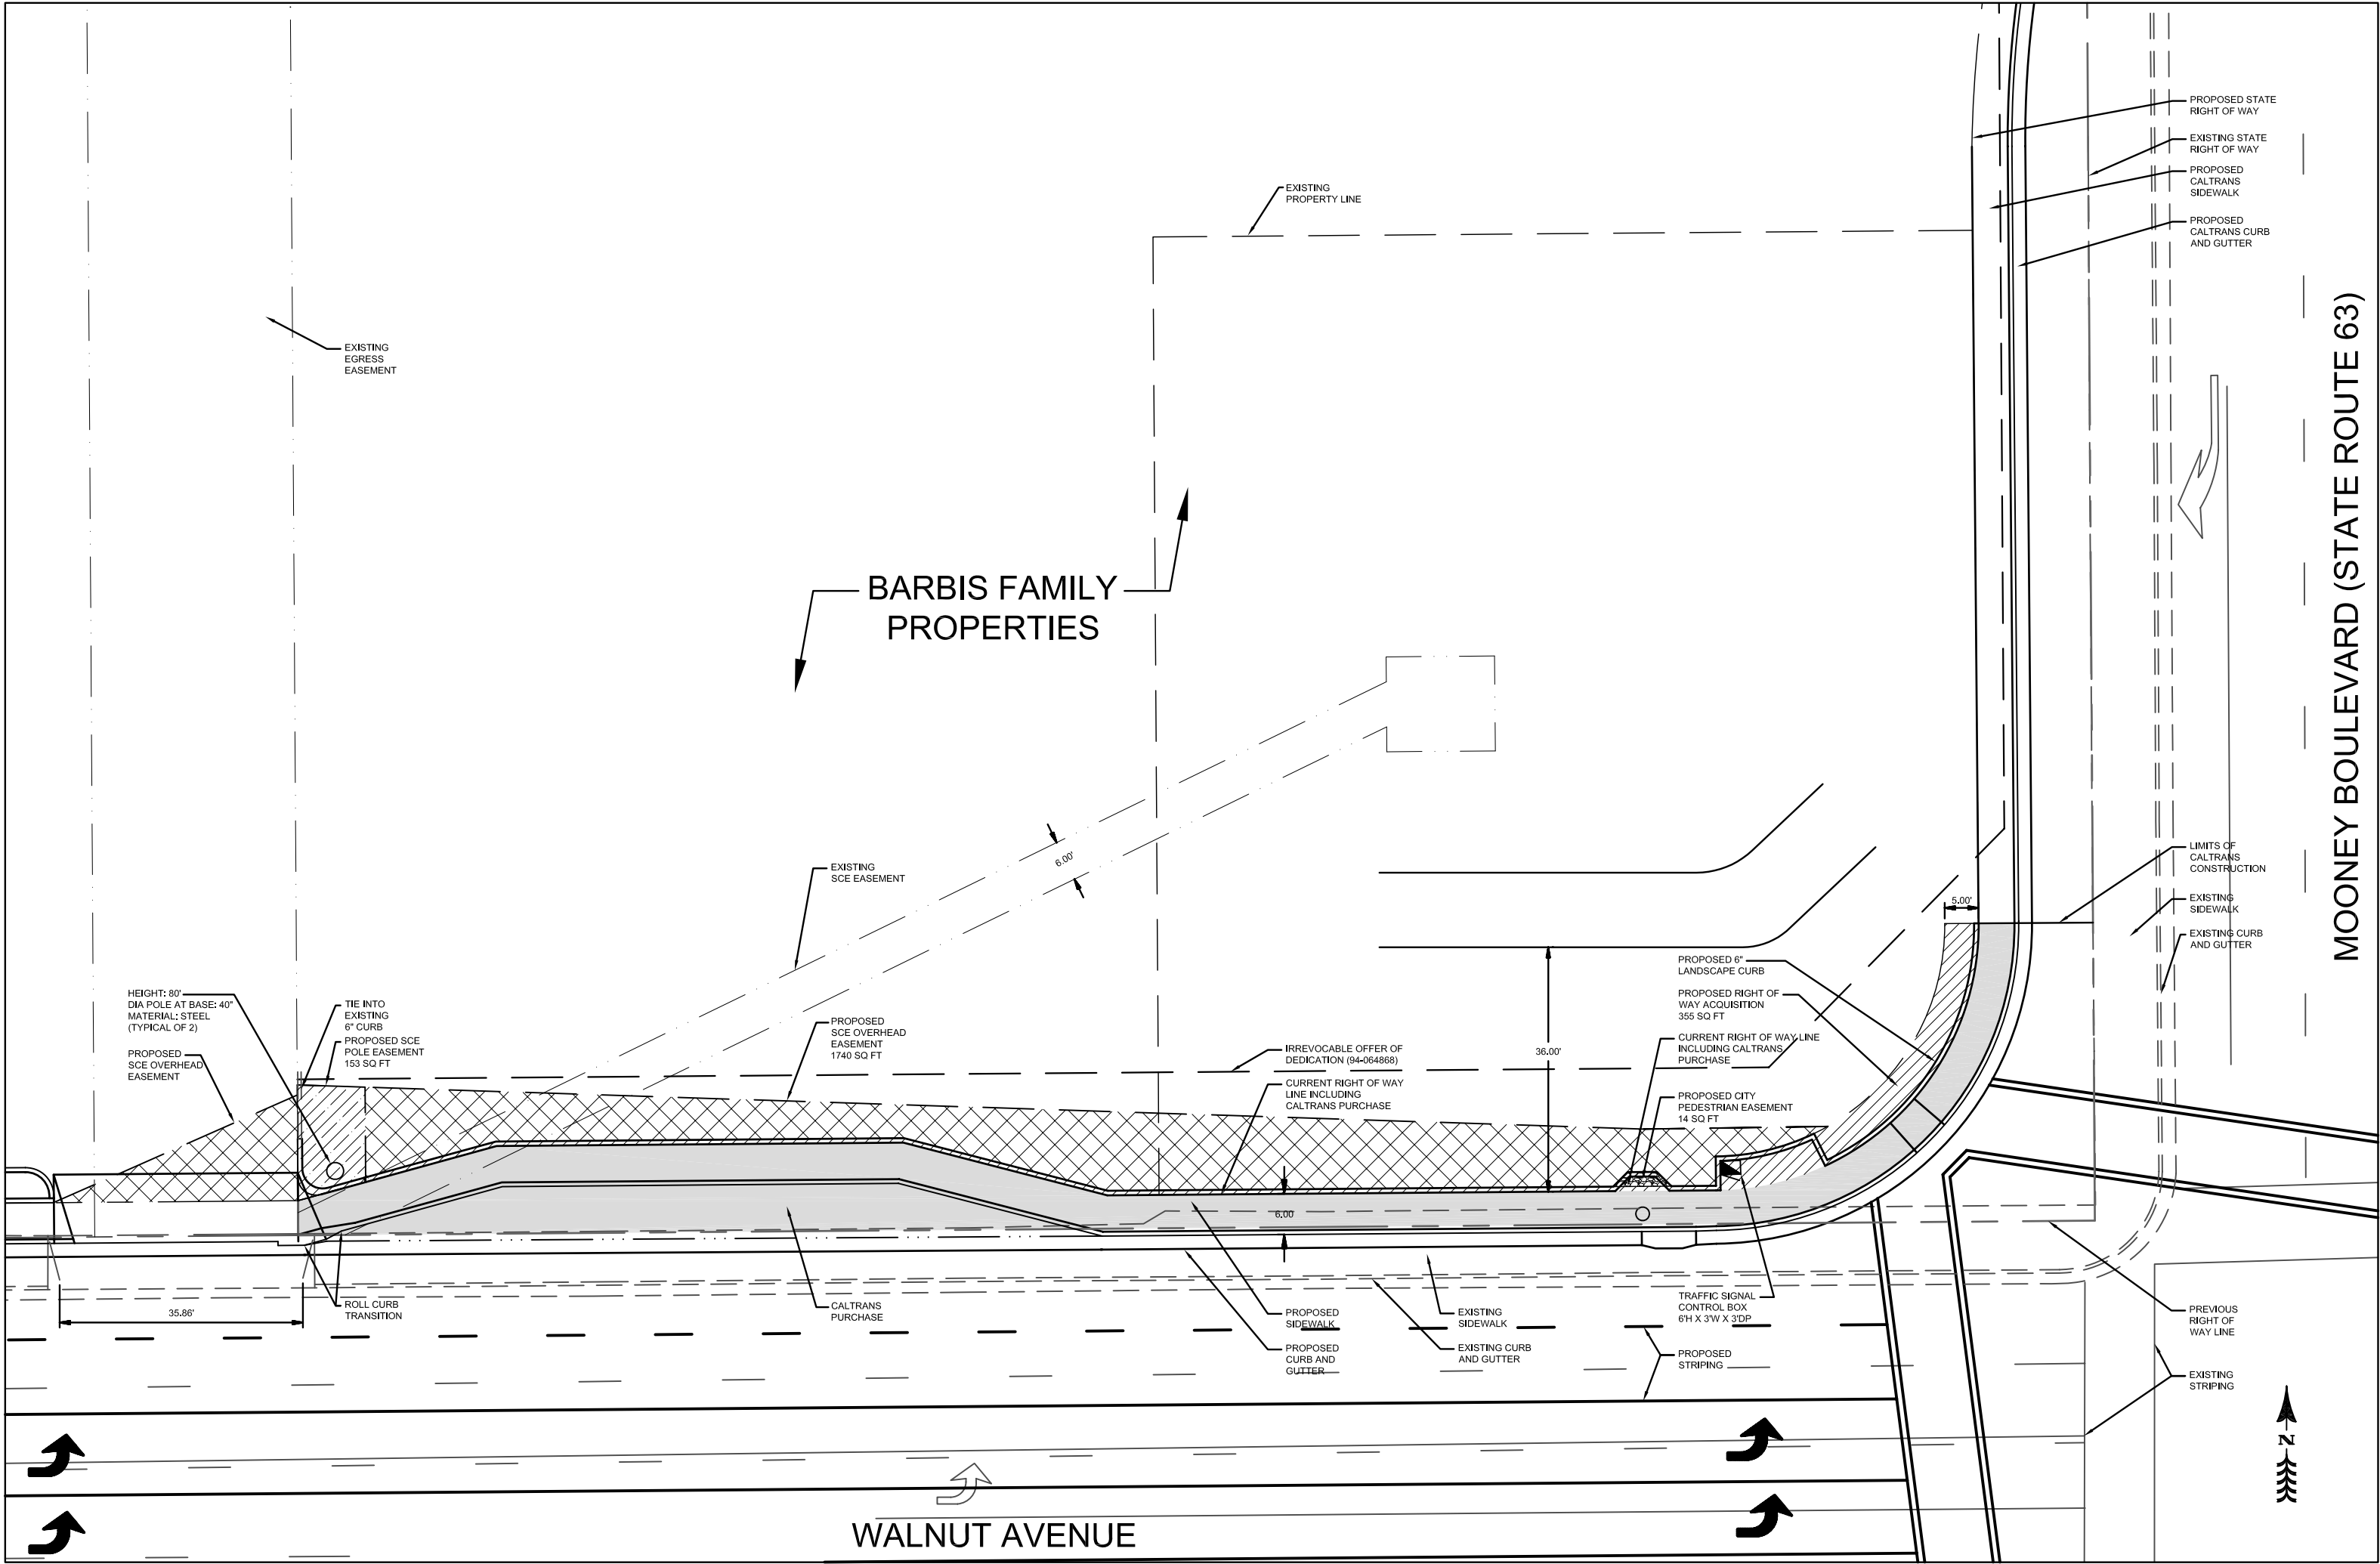 PROPOSED STATE
RIGHT OF WAY
EXISTING STATE
RIGHT OF WAY
PROPOSED
CALTRANS
SIDEWALK
PROPOSED
CALTRANS CURB
AND GUTTER
EXISTING
PROPERTY LINE
EXISTING
EGRESS
EASEMENT
MOONEY BOULEVARD (STATE ROUTE 63)
BARBIS FAMILY
PROPERTIES
6.00'
EXISTING
SCE EASEMENT
LIMITS OF
CALTRANS
CONSTRUCTION
EXISTING
SIDEWALK
EXISTING CURB
AND GUTTER
5.00'
PROPOSED 6"
LANDSCAPE CURB
PROPOSED RIGHT OF
WAY ACQUISITION
355 SQ FT
CURRENT RIGHT OF WAY LINE
INCLUDING CALTRANS
PURCHASE
PROPOSED CITY
PEDESTRIAN EASEMENT
14 SQ FT
36.00'
HEIGHT: 80'
DIA POLE AT BASE: 40"
MATERIAL: STEEL
(TYPICAL OF 2)
PROPOSED
SCE OVERHEAD
EASEMENT
TIE INTO
EXISTING
6" CURB
PROPOSED SCE
POLE EASEMENT
153 SQ FT
PROPOSED
SCE OVERHEAD
EASEMENT
1740 SQ FT
IRREVOCABLE OFFER OF
DEDICATION (94-064868)
CURRENT RIGHT OF WAY
LINE INCLUDING
CALTRANS PURCHASE
6.00
35.86'
ROLL CURB
TRANSITION
CALTRANS
PURCHASE
PROPOSED
SIDEWALK
PROPOSED
CURB AND
GUTTER
EXISTING
SIDEWALK
EXISTING CURB
AND GUTTER
TRAFFIC SIGNAL
CONTROL BOX
6'H X 3'W X 3'DP
PROPOSED
STRIPING
PREVIOUS
RIGHT OF
WAY LINE
EXISTING
STRIPING
N
WALNUT AVENUE